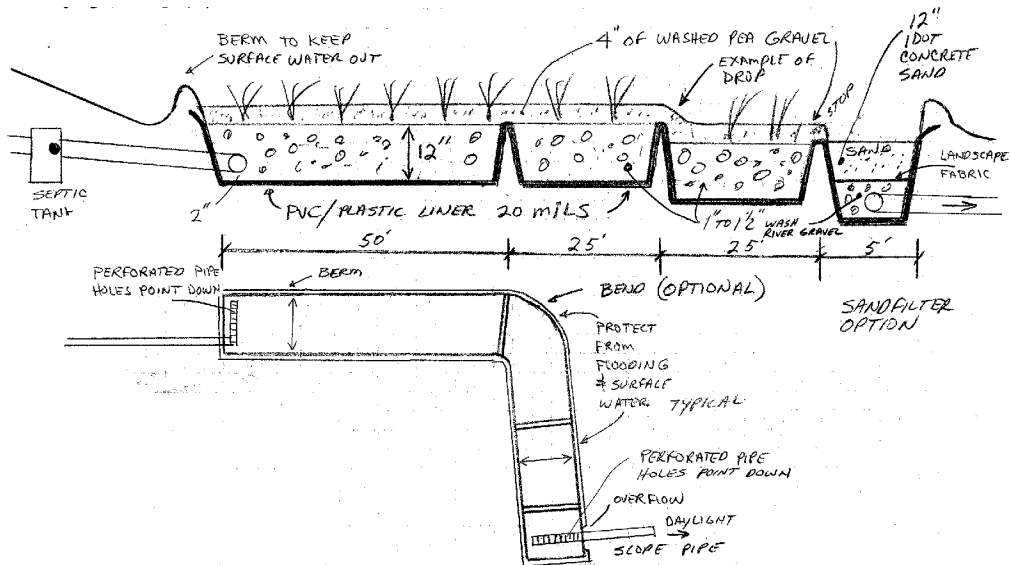 BERM TO KEEP
SURFACE WATER OUT
4" OF WASHED PEA GRAVEL
EXAMPLE OF
DROP
12"
IDOT
CONCRETE
SAND
STOP
12"
SAND
LANDSCAPE
FABRIC
SEPTIC
TANK
2"
PVC/PLASTIC LINER 20 MILS
1" TO 1½" WASH
RIVER GRAVEL
50'
25'
25'
5'
PERFORATED PIPE
HOLES POINT DOWN
BERM
BEND (OPTIONAL)
SANDFILTER
OPTION
PROTECT
FROM
FLOODING
& SURFACE
WATER TYPICAL
PERFORATED PIPE
HOLES POINT DOWN
OVERFLOW
DAYLIGHT
SLOPE PIPE